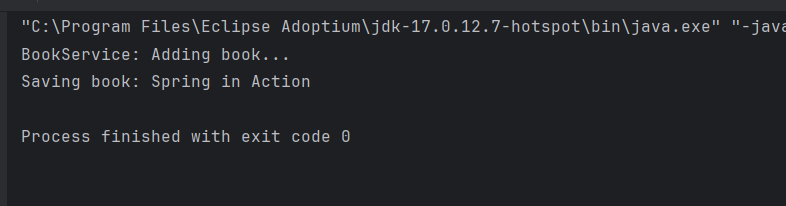 "C:\Program Files\Eclipse Adoptium\jdk-17.0.12.7-hotspot\bin\java.exe" "-java
BookService: Adding book...
Saving book: Spring in Action
Process finished with exit code 0